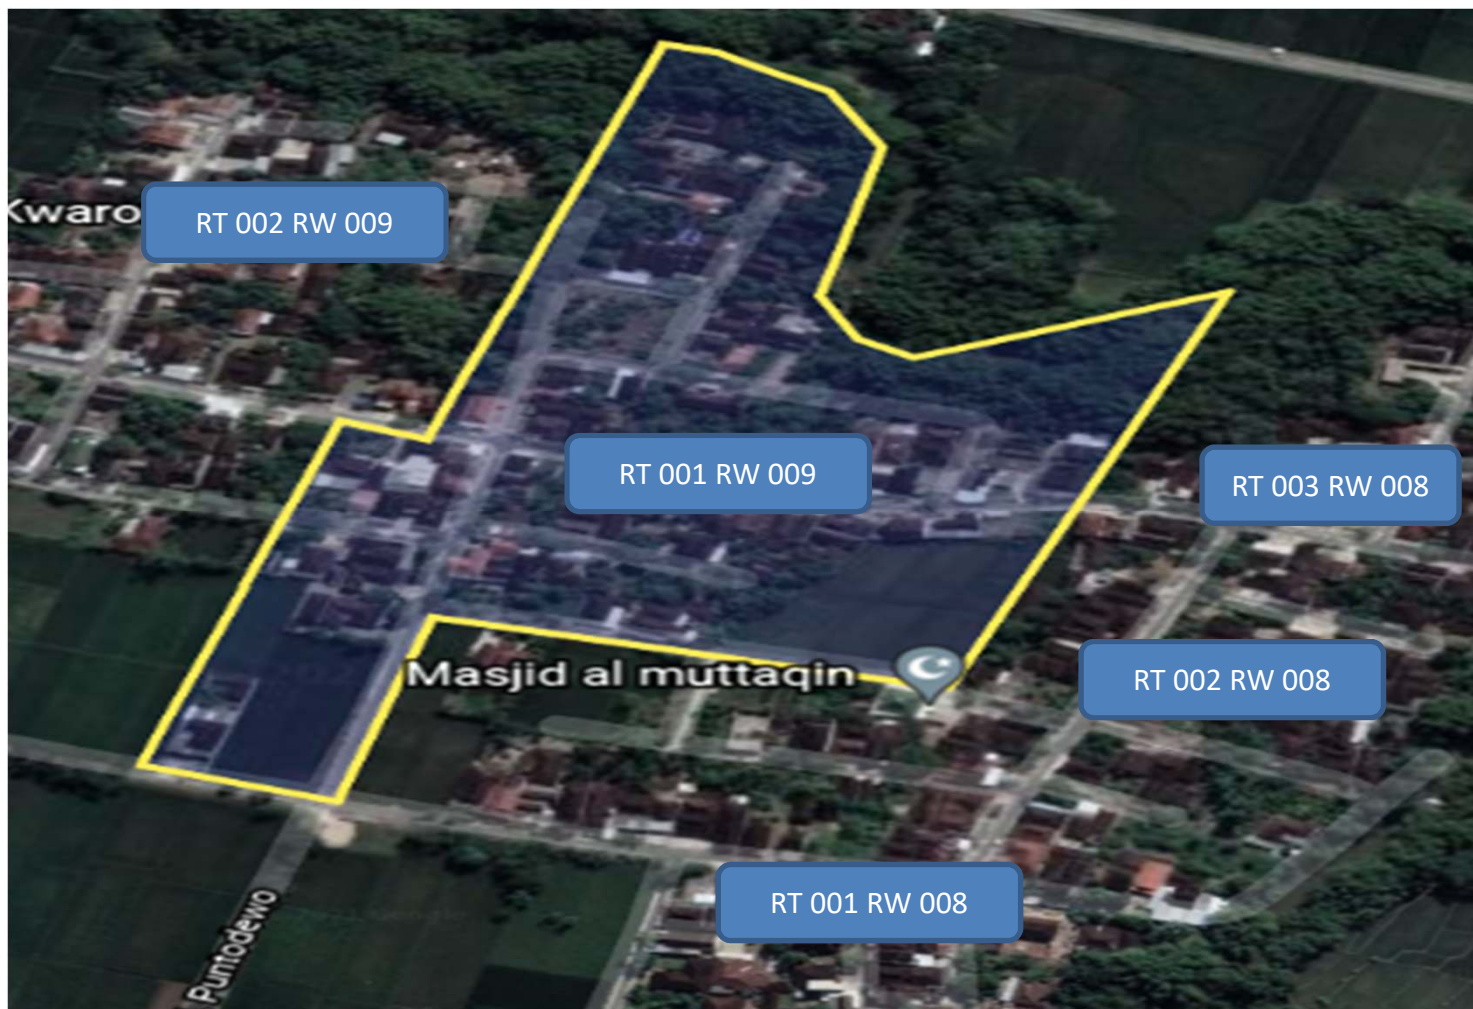 Kwaro
RT 002 RW 009
RT 001 RW 009
RT 003 RW 008
Masjid al muttaqin
RT 002 RW 008
RT 001 RW 008
Puntodewo